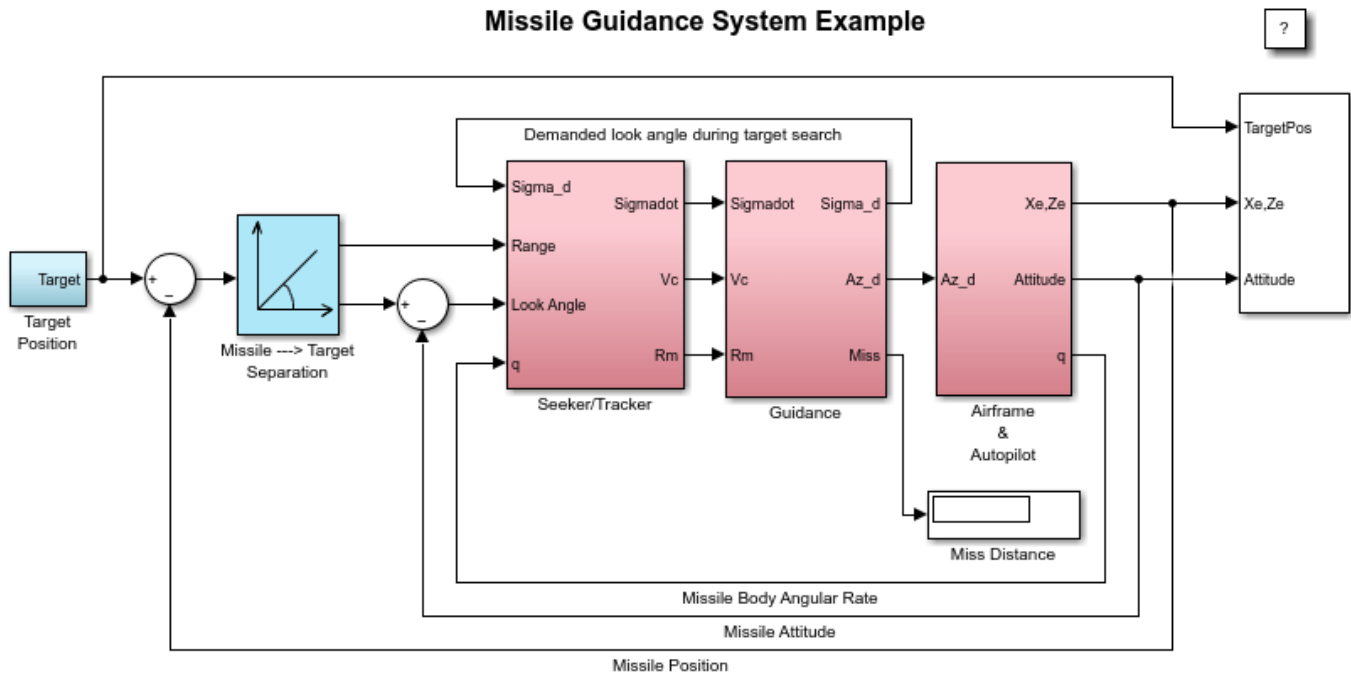 Missile Guidance System Example
?
TargetPos
Xe,Ze
Attitude
Demanded look angle during target search
Target
Target
Position
+
−
Missile ---> Target
Separation
+
−
Sigma_d
Range
Look Angle
q
Sigmadot
Vc
Rm
Seeker/Tracker
Sigmadot
Vc
Rm
Sigma_d
Az_d
Miss
Guidance
Az_d
Xe,Ze
Attitude
q
Airframe
&
Autopilot
Miss Distance
Missile Body Angular Rate
Missile Attitude
Missile Position